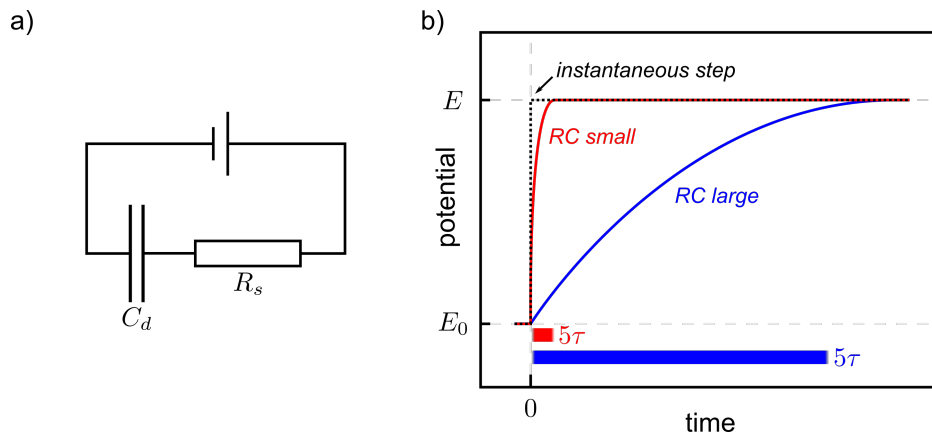 a)
C_d
R_s
b)
instantaneous step
E
RC small
RC large
potential
E_0
5τ
5τ
0
time